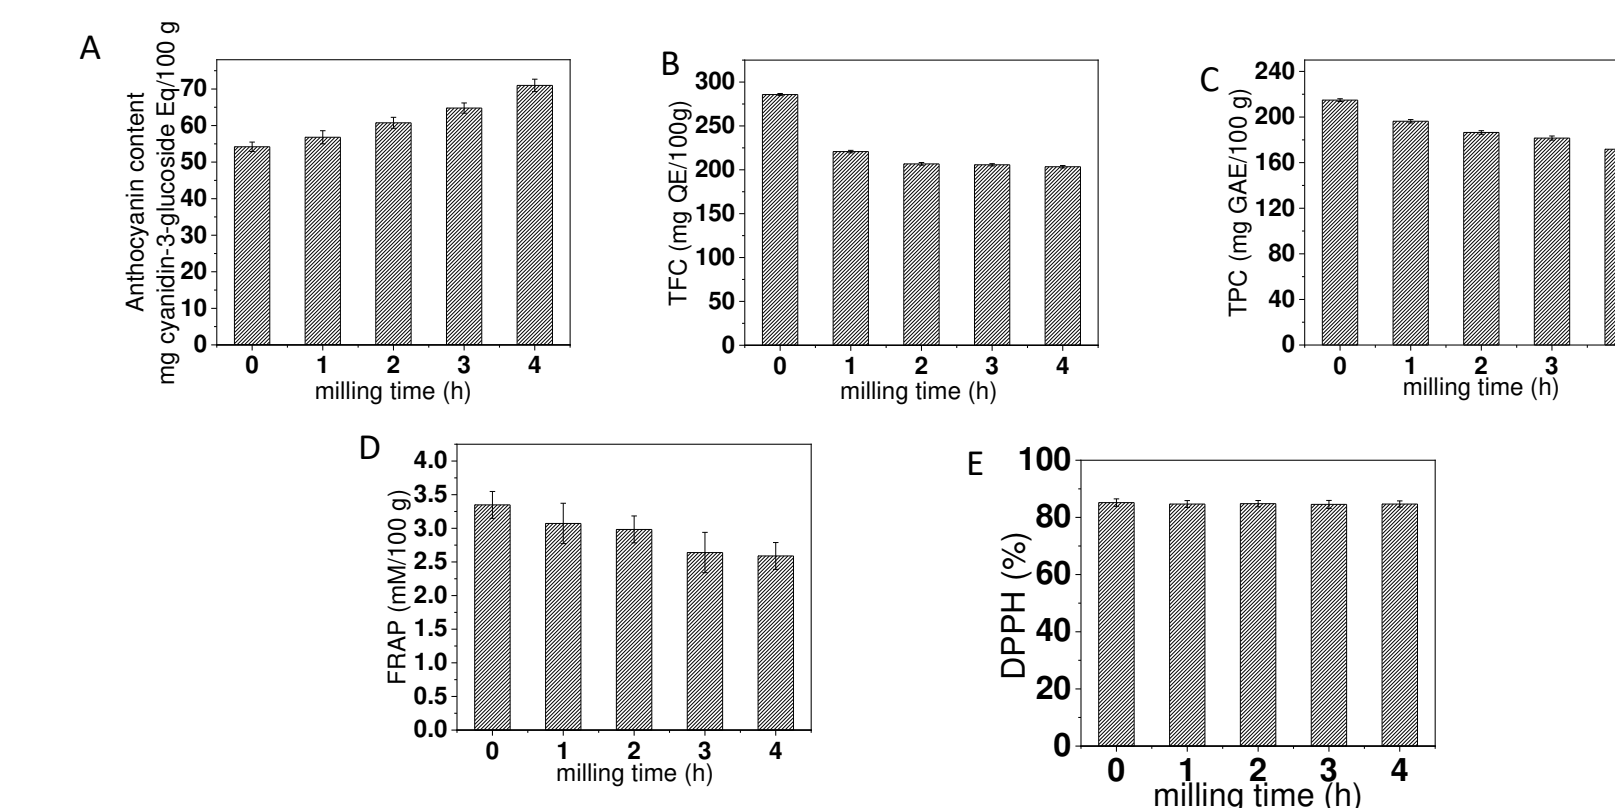 A
Anthocyanin content
mg cyanidin-3-glucoside Eq/100 g
70
60
50
40
30
20
10
0
0 1 2 3 4
milling time (h)
B
TFC (mg QE/100g)
300
250
200
150
100
50
0
0 1 2 3 4
milling time (h)
C
TPC (mg GAE/100 g)
240
200
160
120
80
40
0
0 1 2 3
milling time (h)
D
FRAP (mM/100 g)
4.0
3.5
3.0
2.5
2.0
1.5
1.0
0.5
0.0
0 1 2 3 4
milling time (h)
E
DPPH (%)
100
80
60
40
20
0
0 1 2 3 4
milling time (h)